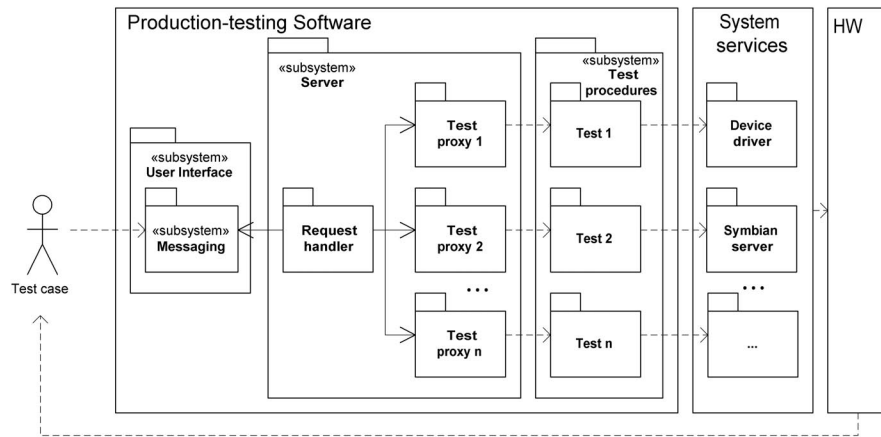 Production-testing Software
System
services
HW
«subsystem»
Server
«subsystem»
Test
procedures
Test
proxy 1
Test 1
Device
driver
«subsystem»
User Interface
«subsystem»
Messaging
Request
handler
Test
proxy 2
Test 2
Symbian
server
Test case
...
...
Test
proxy n
Test n
...